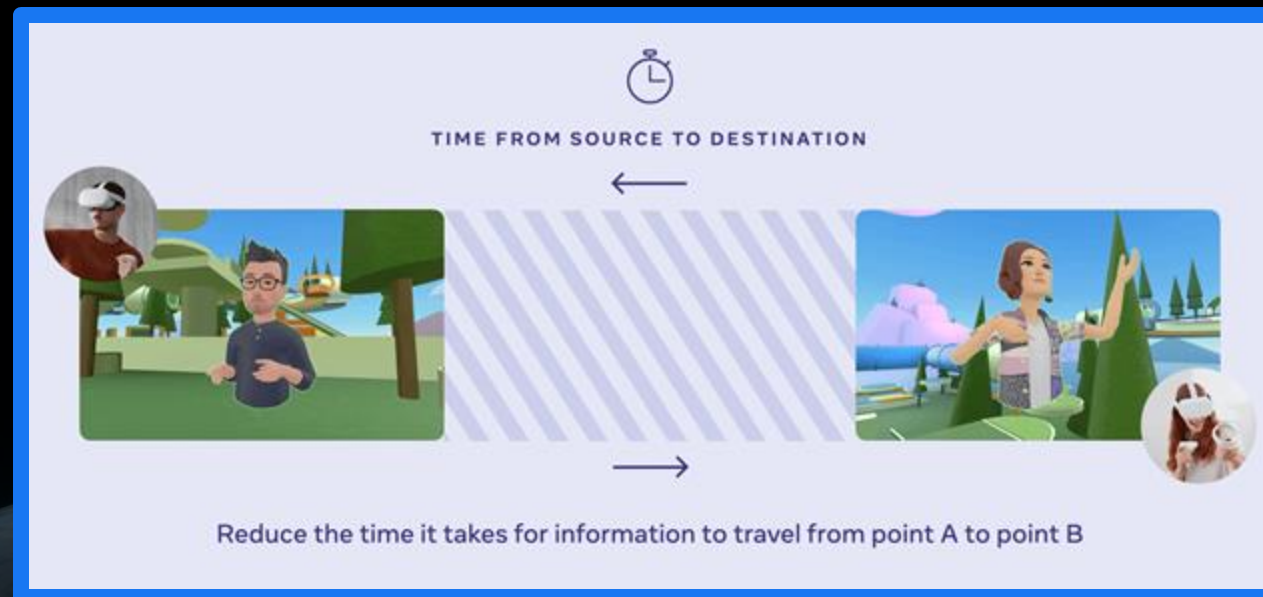 TIME FROM SOURCE TO DESTINATION
Reduce the time it takes for information to travel from point A to point B